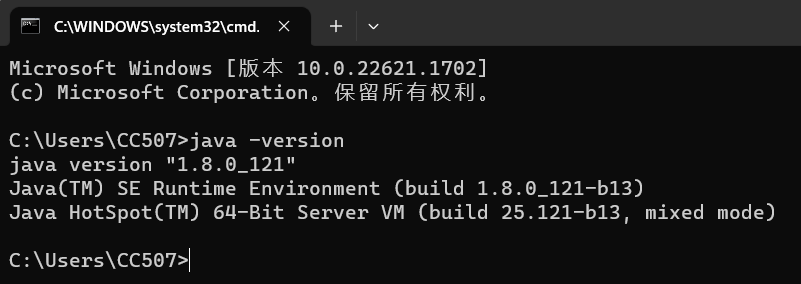 C:\WINDOWS\system32\cmd.
Microsoft Windows [版本 10.0.22621.1702]
(c) Microsoft Corporation。保留所有权利。
C:\Users\CC507>java -version
java version "1.8.0_121"
Java(TM) SE Runtime Environment (build 1.8.0_121-b13)
Java HotSpot(TM) 64-Bit Server VM (build 25.121-b13, mixed mode)
C:\Users\CC507>